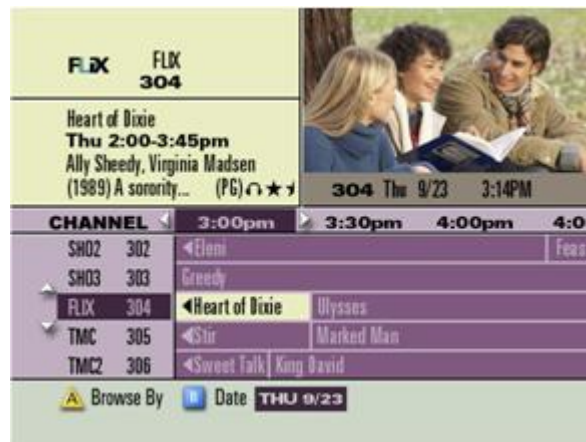 FLiX FLIX
304
Heart of Dixie
Thu 2:00-3:45pm
Ally Sheedy, Virginia Madsen
(1989) A sorority... (PG)
304 Thu 9/23 3:14PM
CHANNEL 3:00pm 3:30pm 4:00pm 4:0
SHO2 302 Eleni Feas
SHO3 303 Greedy
FLIX 304 Heart of Dixie Ulysses
TMC 305 Stir Marked Man
TMC2 306 Sweet Talk King David
A Browse By B Date THU 9/23